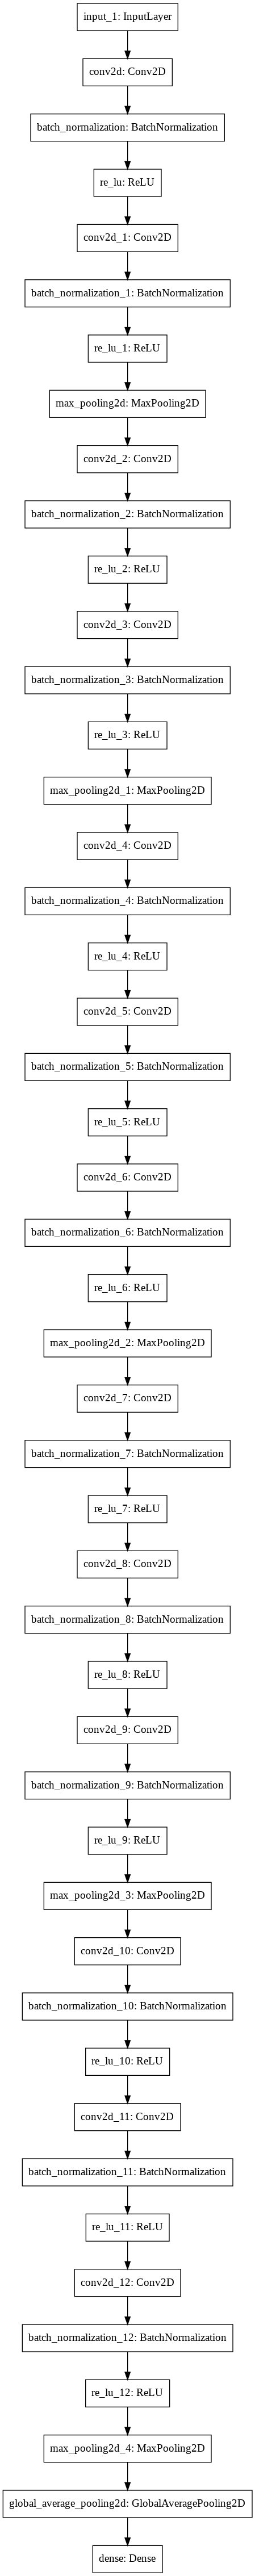 input_1: InputLayer
conv2d: Conv2D
batch_normalization: BatchNormalization
re_lu: ReLU
conv2d_1: Conv2D
batch_normalization_1: BatchNormalization
re_lu_1: ReLU
max_pooling2d: MaxPooling2D
conv2d_2: Conv2D
batch_normalization_2: BatchNormalization
re_lu_2: ReLU
conv2d_3: Conv2D
batch_normalization_3: BatchNormalization
re_lu_3: ReLU
max_pooling2d_1: MaxPooling2D
conv2d_4: Conv2D
batch_normalization_4: BatchNormalization
re_lu_4: ReLU
conv2d_5: Conv2D
batch_normalization_5: BatchNormalization
re_lu_5: ReLU
conv2d_6: Conv2D
batch_normalization_6: BatchNormalization
re_lu_6: ReLU
max_pooling2d_2: MaxPooling2D
conv2d_7: Conv2D
batch_normalization_7: BatchNormalization
re_lu_7: ReLU
conv2d_8: Conv2D
batch_normalization_8: BatchNormalization
re_lu_8: ReLU
conv2d_9: Conv2D
batch_normalization_9: BatchNormalization
re_lu_9: ReLU
max_pooling2d_3: MaxPooling2D
conv2d_10: Conv2D
batch_normalization_10: BatchNormalization
re_lu_10: ReLU
conv2d_11: Conv2D
batch_normalization_11: BatchNormalization
re_lu_11: ReLU
conv2d_12: Conv2D
batch_normalization_12: BatchNormalization
re_lu_12: ReLU
max_pooling2d_4: MaxPooling2D
global_average_pooling2d: GlobalAveragePooling2D
dense: Dense